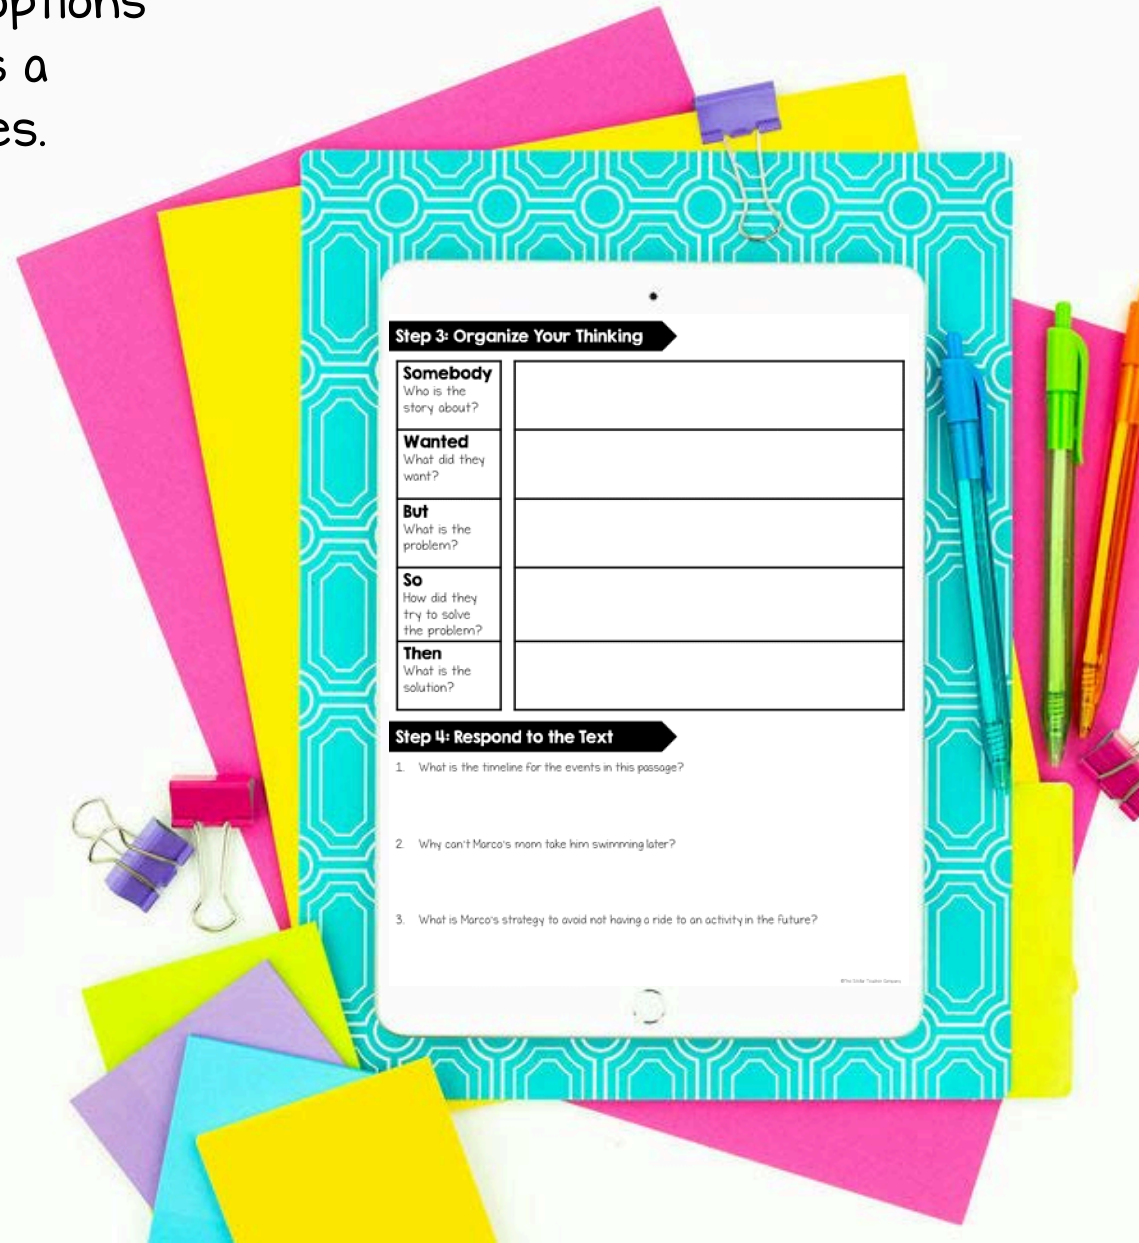 options
s a
es.
Step 3: Organize Your Thinking
Somebody
Who is the
story about?
Wanted
What did they
want?
But
What is the
problem?
So
How did they
try to solve
the problem?
Then
What is the
solution?
Step 4: Respond to the Text
1. What is the timeline for the events in this passage?
2. Why can't Marco's mom take him swimming later?
3. What is Marco's strategy to avoid not having a ride to an activity in the future?